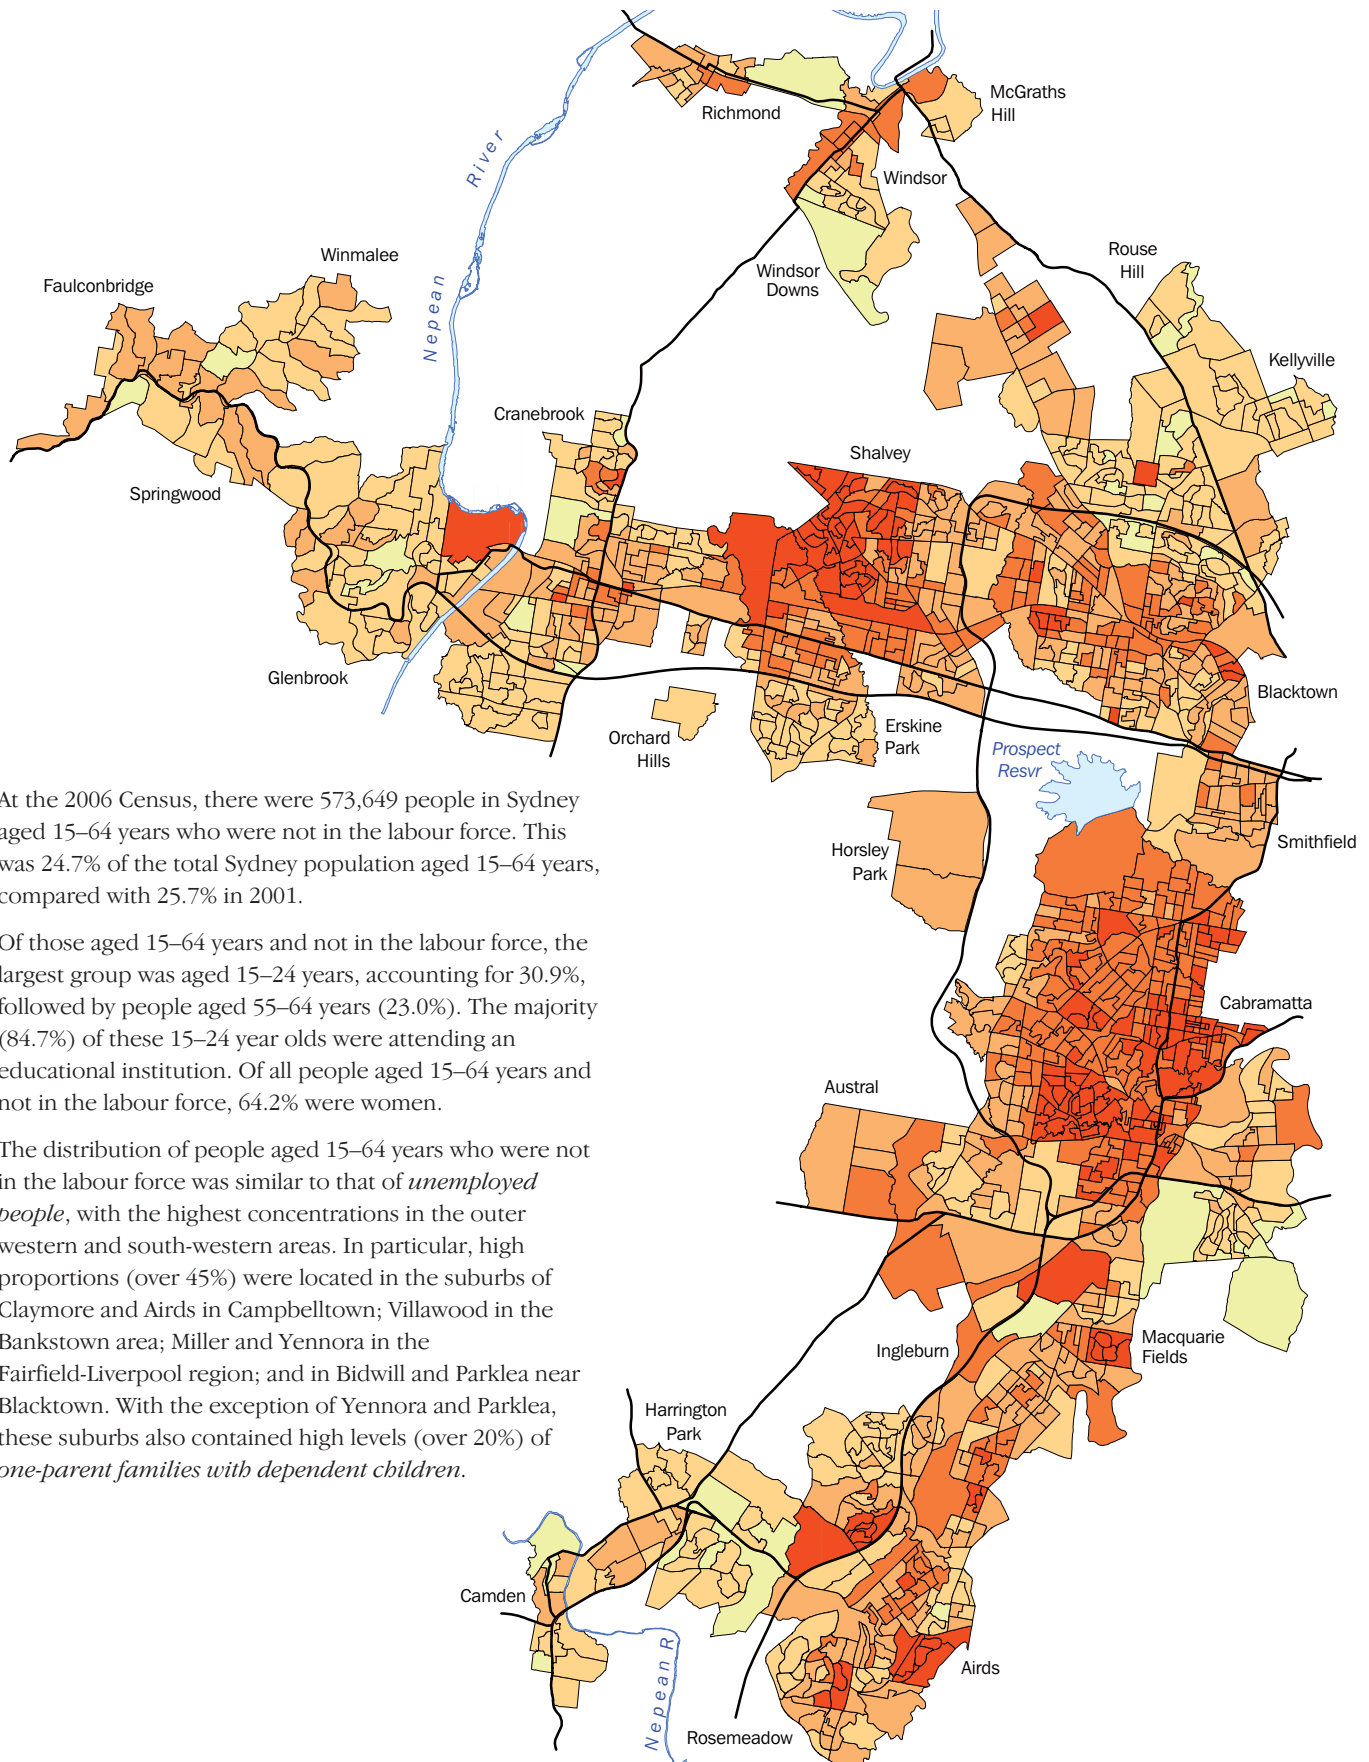 Richmond
McGraths
Hill
River
Windsor
Winmalee
Rouse
Hill
Windsor
Downs
Faulconbridge
Nepean
Kellyville
Cranebrook
Shalvey
Springwood
Glenbrook
Blacktown
Orchard
Hills
Erskine
Park
Prospect
Resvr
At the 2006 Census, there were 573,649 people in Sydney
aged 15–64 years who were not in the labour force. This
was 24.7% of the total Sydney population aged 15–64 years,
compared with 25.7% in 2001.
Of those aged 15–64 years and not in the labour force, the
largest group was aged 15–24 years, accounting for 30.9%,
followed by people aged 55–64 years (23.0%). The majority
(84.7%) of these 15–24 year olds were attending an
educational institution. Of all people aged 15–64 years and
not in the labour force, 64.2% were women.
The distribution of people aged 15–64 years who were not
in the labour force was similar to that of unemployed
people, with the highest concentrations in the outer
western and south-western areas. In particular, high
proportions (over 45%) were located in the suburbs of
Claymore and Airds in Campbelltown; Villawood in the
Bankstown area; Miller and Yennora in the
Fairfield-Liverpool region; and in Bidwill and Parklea near
Blacktown. With the exception of Yennora and Parklea,
these suburbs also contained high levels (over 20%) of
one-parent families with dependent children.
Horsley
Park
Smithfield
Cabramatta
Austral
Ingleburn
Macquarie
Fields
Harrington
Park
Camden
Airds
Nepean R
Rosemeadow